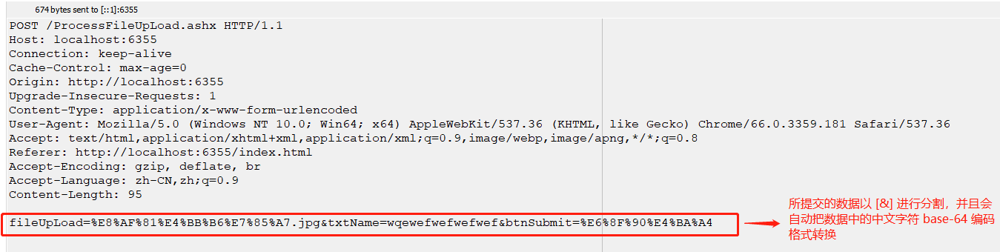 674 bytes sent to [::1]:6355
POST /ProcessFileUpLoad.ashx HTTP/1.1
Host: localhost:6355
Connection: keep-alive
Cache-Control: max-age=0
Origin: http://localhost:6355
Upgrade-Insecure-Requests: 1
Content-Type: application/x-www-form-urlencoded
User-Agent: Mozilla/5.0 (Windows NT 10.0; Win64; x64) AppleWebKit/537.36 (KHTML, like Gecko) Chrome/66.0.3359.181 Safari/537.36
Accept: text/html,application/xhtml+xml,application/xml;q=0.9,image/webp,image/apng,*/*;q=0.8
Referer: http://localhost:6355/index.html
Accept-Encoding: gzip, deflate, br
Accept-Language: zh-CN,zh;q=0.9
Content-Length: 95
fileUpLoad=%E8%AF%81%E4%BB%B6%E7%85%A7.jpg&txtName=wqewefwefwefwef&btnSubmit=%E6%8F%90%E4%BA%A4
所提交的数据以 [&] 进行分割，并且会
自动把数据中的中文字符 base-64 编码
格式转换